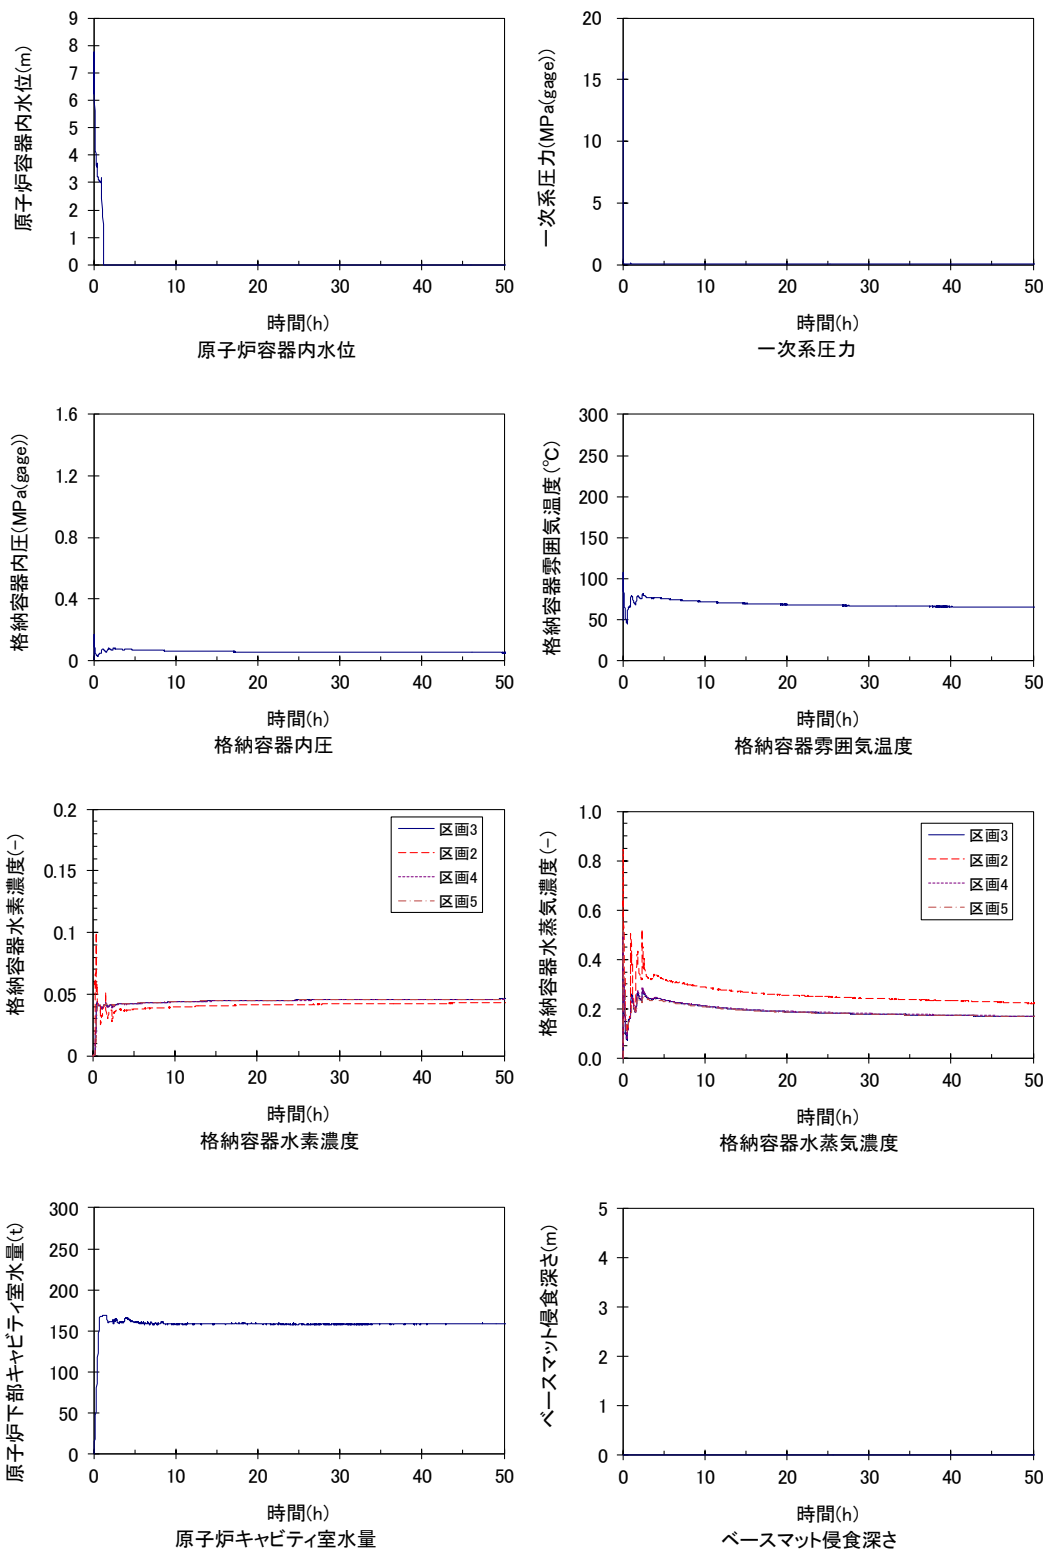 原子炉容器内水位(m)
9
8
7
6
5
4
3
2
1
0
0 10 20 30 40 50
時間(h)
原子炉容器内水位
一次系圧力(MPa(gage))
20
15
10
5
0
0 10 20 30 40 50
時間(h)
一次系圧力
格納容器内圧(MPa(gage))
1.6
1.2
0.8
0.4
0
0 10 20 30 40 50
時間(h)
格納容器内圧
格納容器雰囲気温度(℃)
300
250
200
150
100
50
0
0 10 20 30 40 50
時間(h)
格納容器雰囲気温度
格納容器水素濃度(-)
0.2
0.15
0.1
0.05
0
区画3
区画2
区画4
区画5
0 10 20 30 40 50
時間(h)
格納容器水素濃度
格納容器水蒸気濃度(-)
1.0
0.8
0.6
0.4
0.2
0.0
区画3
区画2
区画4
区画5
0 10 20 30 40 50
時間(h)
格納容器水蒸気濃度
原子炉下部キャビティ室水量(t)
300
250
200
150
100
50
0
0 10 20 30 40 50
時間(h)
原子炉キャビティ室水量
ベースマット侵食深さ(m)
5
4
3
2
1
0
0 10 20 30 40 50
時間(h)
ベースマット侵食深さ